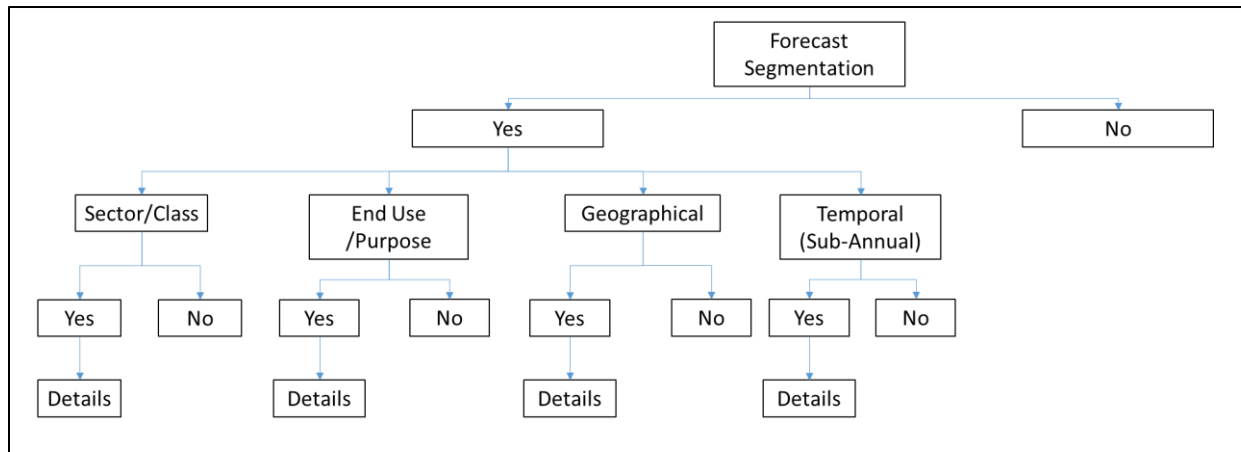 Forecast
Segmentation
Yes
No
Sector/Class
End Use
/Purpose
Geographical
Temporal
(Sub-Annual)
Yes
No
Yes
No
Yes
No
Yes
No
Details
Details
Details
Details